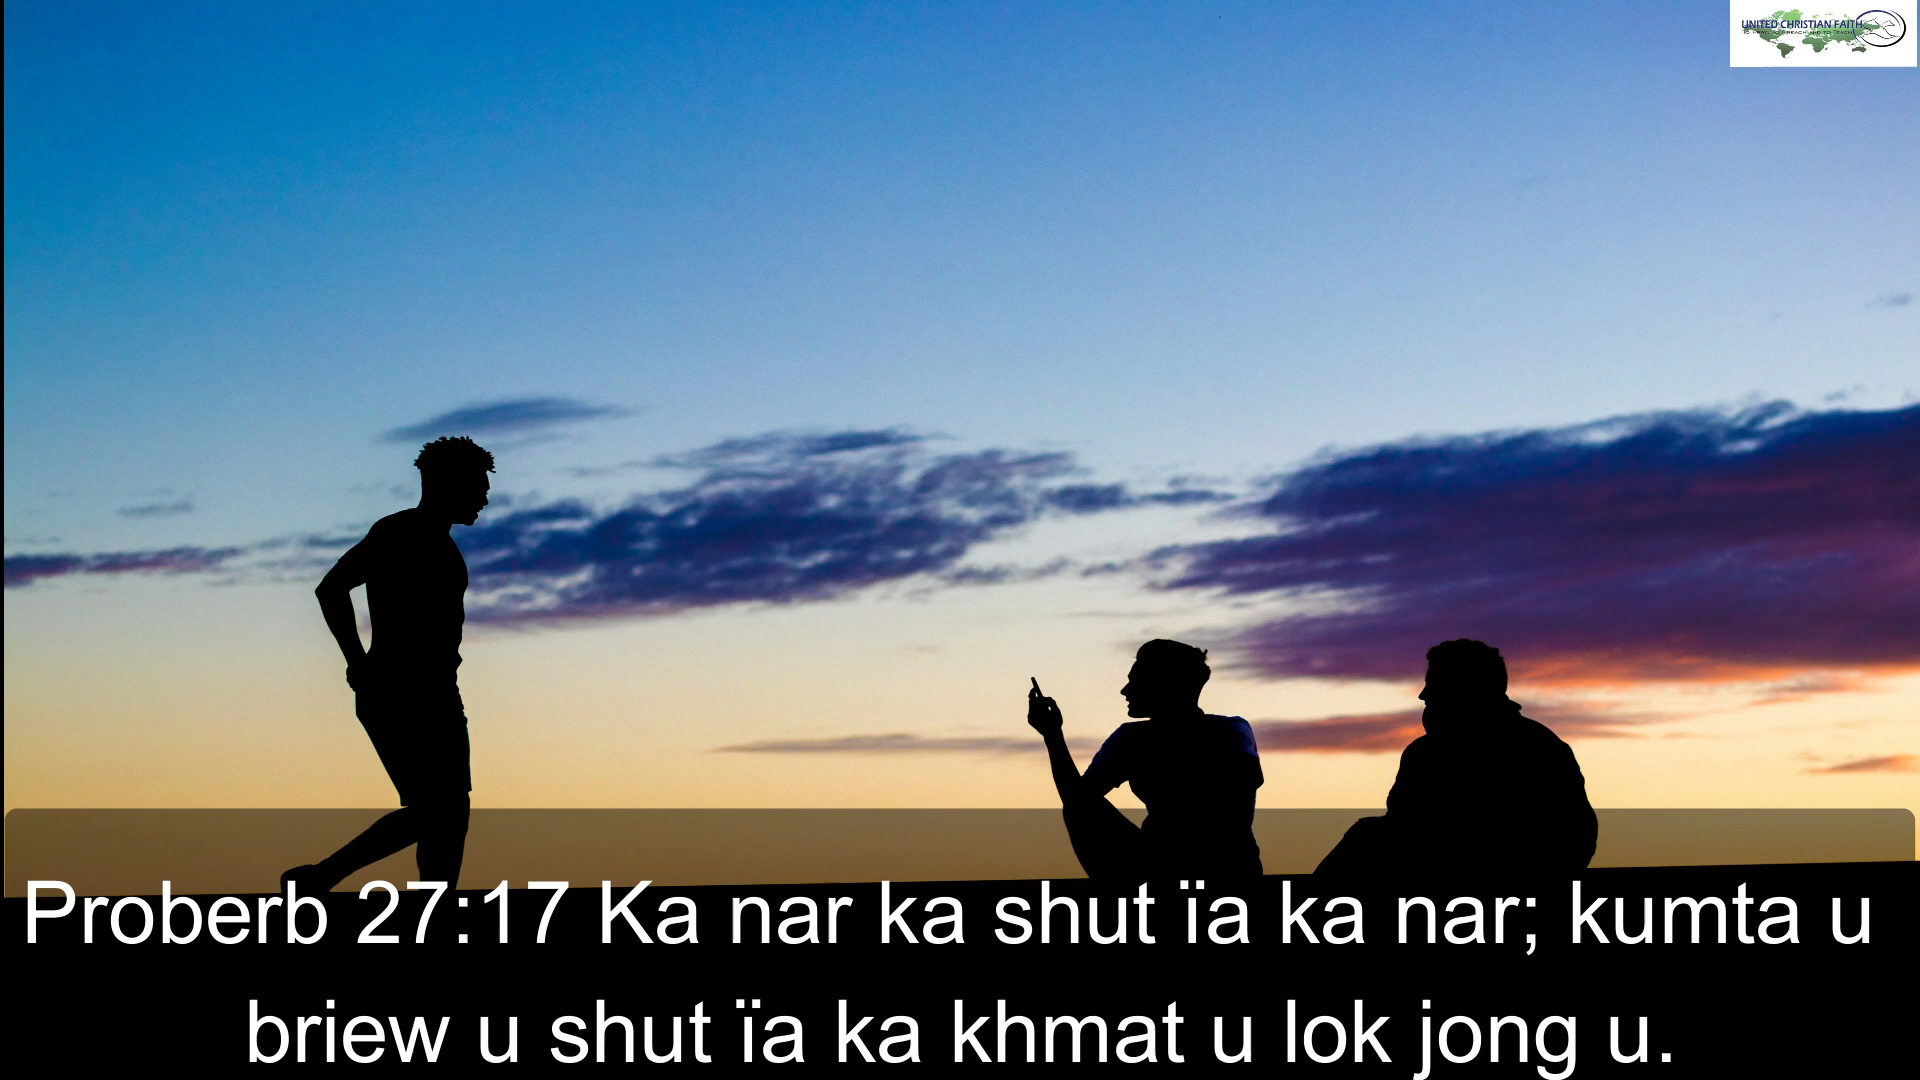 UNITED CHRISTIAN FAITH
Proberb 27:17 Ka nar ka shut ïa ka nar; kumta u
briew u shut ïa ka khmat u lok jong u.